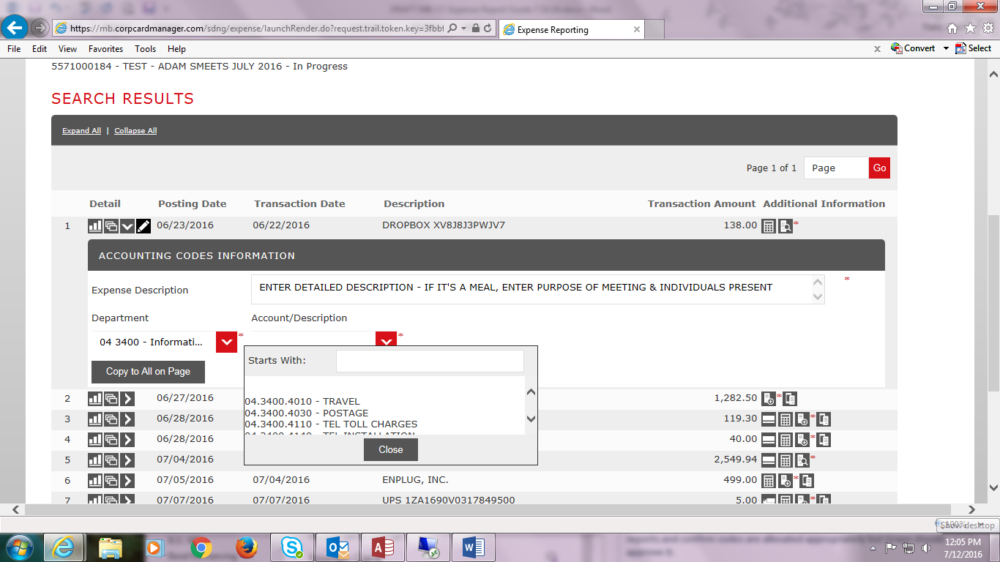 https://mb.corpcardmanager.com/sdng/expense/launchRender.do?request.trail.token.key=3fbbf
Expense Reporting
File Edit View Favorites Tools Help
Convert Select
5571000184 - TEST - ADAM SMEETS JULY 2016 - In Progress
SEARCH RESULTS
Expand All | Collapse All
Page 1 of 1 Page Go
Detail Posting Date Transaction Date Description Transaction Amount Additional Information
1 06/23/2016 06/22/2016 DROPBOX XV8J8J3PWJV7 138.00 *
ACCOUNTING CODES INFORMATION
Expense Description ENTER DETAILED DESCRIPTION - IF IT'S A MEAL, ENTER PURPOSE OF MEETING & INDIVIDUALS PRESENT *
Department Account/Description
04 3400 - Informati... * *
Starts With:
Copy to All on Page
04.3400.4010 - TRAVEL
04.3400.4030 - POSTAGE
04.3400.4110 - TEL TOLL CHARGES
04.3400.4140 - TEL INSTALLATION
Close
2 06/27/2016 1,282.50 *
3 06/28/2016 119.30 *
4 06/28/2016 40.00 *
5 07/04/2016 2,549.94 *
6 07/05/2016 07/04/2016 ENPLUG, INC. 499.00 *
7 07/07/2016 07/07/2016 UPS 1ZA1690V0317849500 5.00 *
100%
Show desktop
12:05 PM
7/12/2016